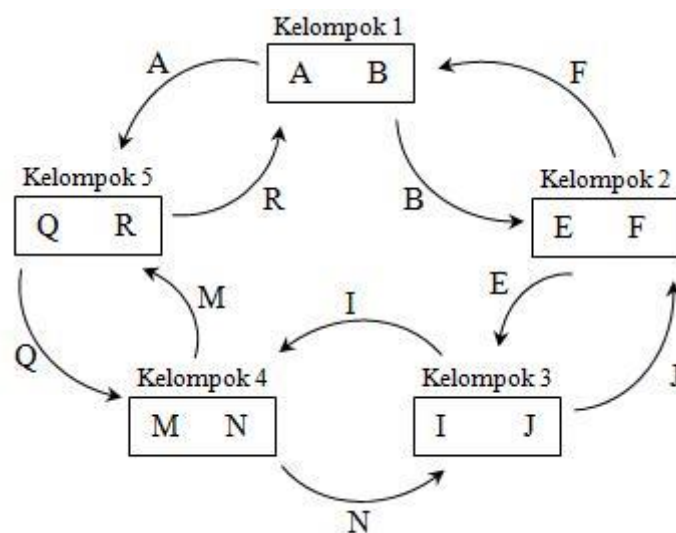 Kelompok 1
A B
A
F
R
B
Kelompok 5
Q R
Kelompok 2
E F
M
I
E
Q
J
Kelompok 4
M N
Kelompok 3
I J
N